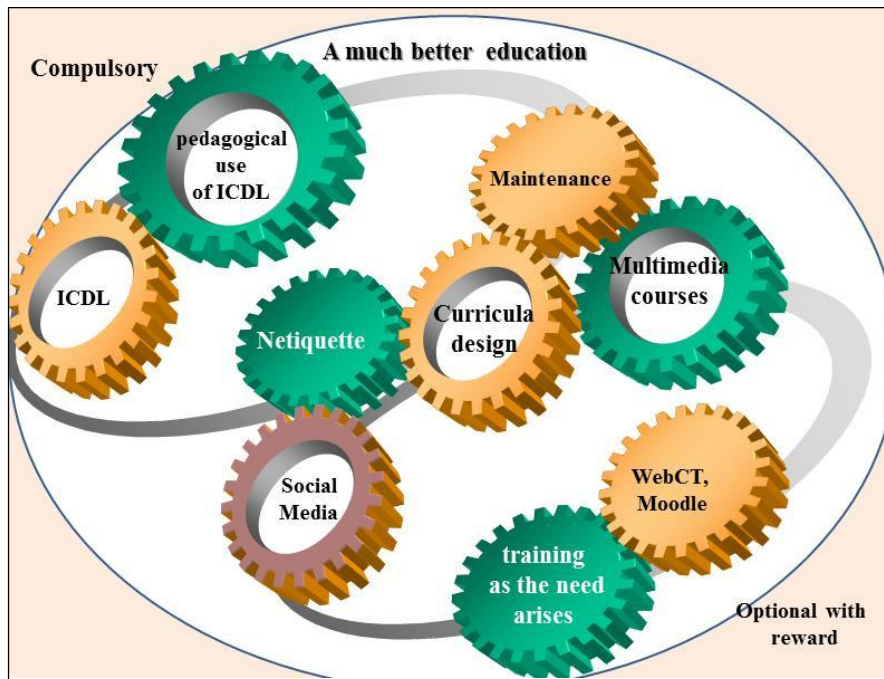 A much better education
Compulsory
pedagogical
use
of ICDL
Maintenance
ICDL
Multimedia
courses
Netiquette
Curricula
design
Social
Media
WebCT,
Moodle
training
as the need
arises
Optional with
reward